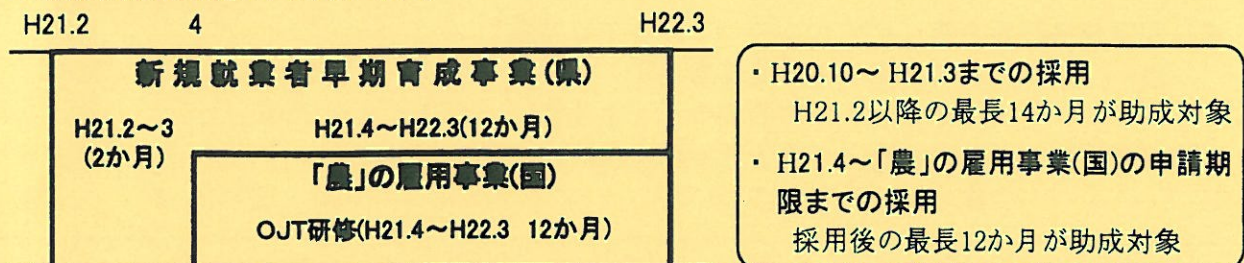 H21.2 4 H22.3
新規就業者早期育成事業(県)
H21.2～3
(2か月)
H21.4～H22.3(12か月)
「農」の雇用事業(国)
OJT研修(H21.4～H22.3 12か月)
・H20.10～H21.3までの採用
H21.2以降の最長14か月が助成対象
・H21.4～「農」の雇用事業(国)の申請期
限までの採用
採用後の最長12か月が助成対象